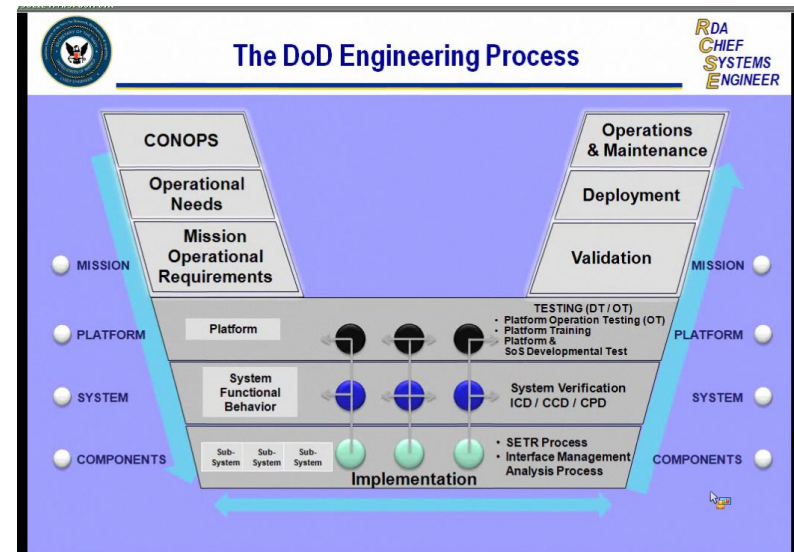 The DoD Engineering Process
RDA
CHIEF
SYSTEMS
ENGINEER
CONOPS
Operational
Needs
Mission
Operational
Requirements
Operations
& Maintenance
Deployment
Validation
MISSION
PLATFORM
SYSTEM
COMPONENTS
MISSION
PLATFORM
SYSTEM
COMPONENTS
Platform
TESTING (DT / OT)
• Platform Operation Testing (OT)
• Platform Training
• Platform &
SoS Developmental Test
System
Functional
Behavior
System Verification
ICD / CCD / CPD
Sub-
System
Sub-
System
Sub-
System
• SETR Process
• Interface Management
Analysis Process
Implementation